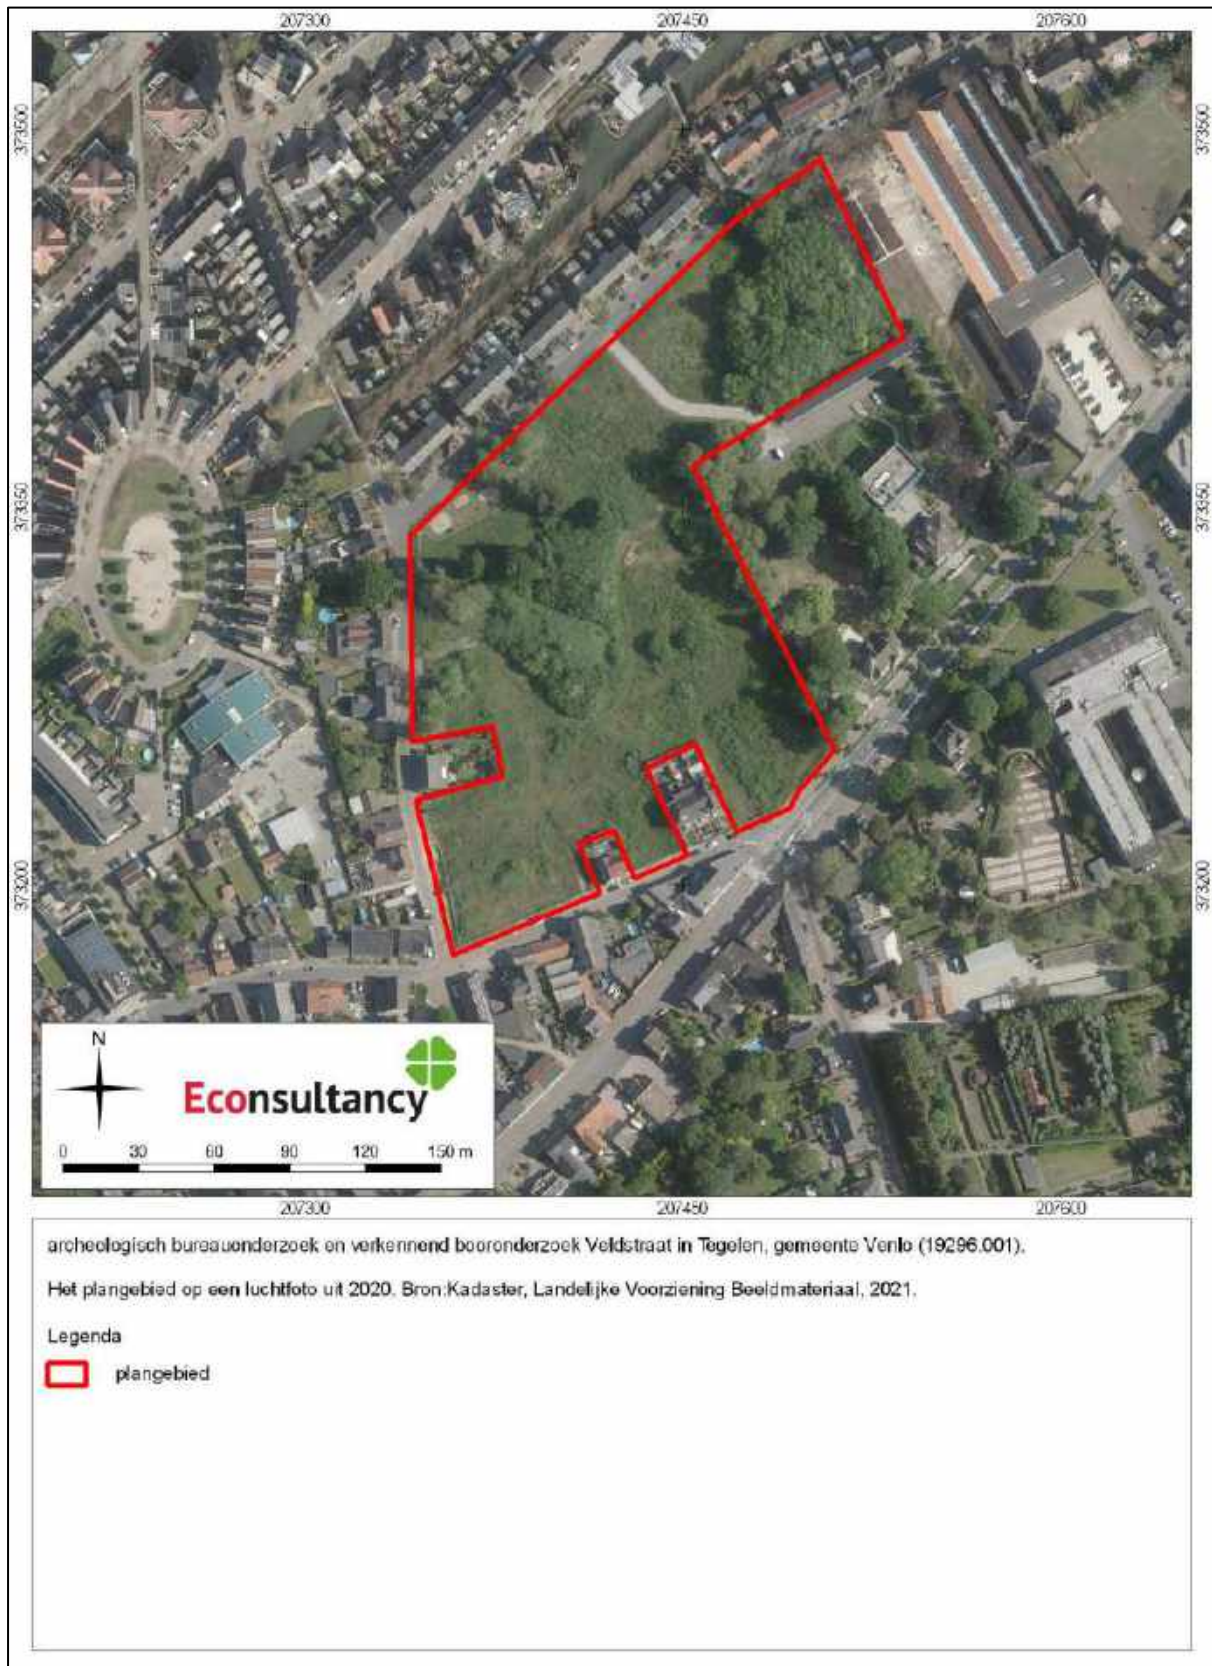 207300 207450 207600
373500 373500
373350 373350
373200 373200
N
Econsultancy
0 30 60 90 120 150 m
207300 207450 207600
archeologisch bureauonderzoek en verkennend booronderzoek Veldstraat in Tegelen, gemeente Venlo (19296.001).
Het plangebied op een luchtfoto uit 2020. Bron:Kadaster, Landelijke Voorziening Beeldmateriaal, 2021.
Legenda
plangebied